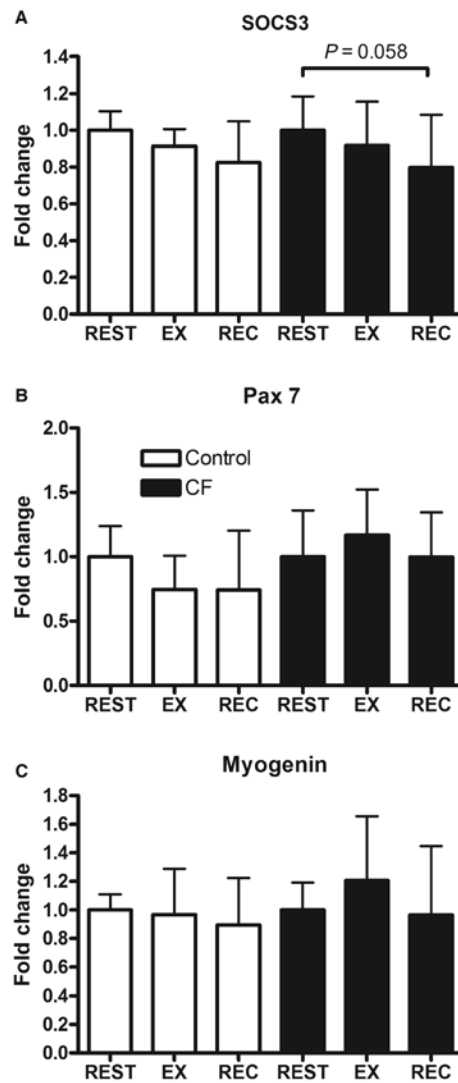 A
SOCS3
P = 0.058
Fold change
1.4
1.2
1.0
0.8
0.6
0.4
0.2
0.0
REST EX REC REST EX REC
B
Pax 7
Control
CF
Fold change
2.0
1.5
1.0
0.5
0.0
REST EX REC REST EX REC
C
Myogenin
Fold change
1.8
1.6
1.4
1.2
1.0
0.8
0.6
0.4
0.2
0.0
REST EX REC REST EX REC